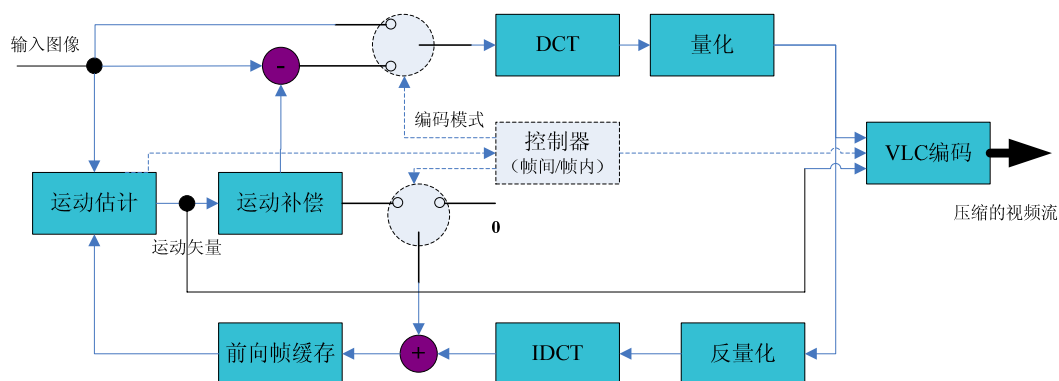 输入图像
-
DCT
量化
编码模式
控制器
（帧间/帧内）
VLC编码
压缩的视频流
运动估计
运动补偿
运动矢量
0
前向帧缓存
+
IDCT
反量化